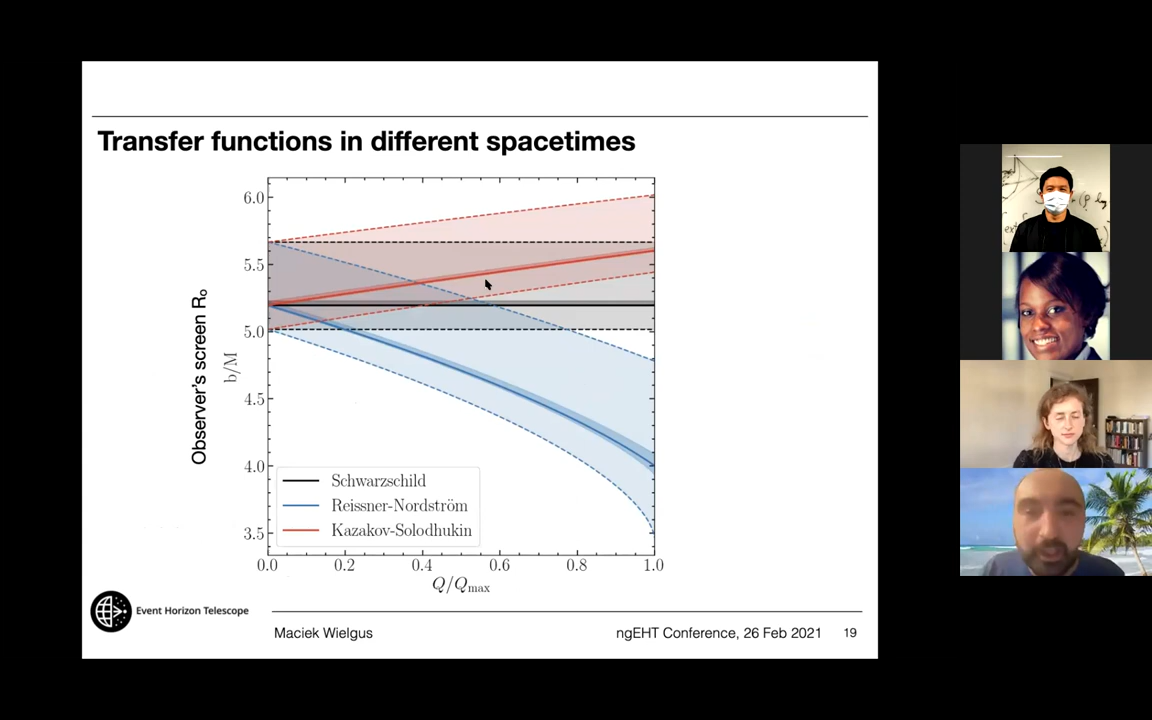 Transfer functions in different spacetimes
6.0
5.5
5.0
4.5
4.0
3.5
Observer's screen Rₒ
b/M
Schwarzschild
Reissner-Nordström
Kazakov-Solodhukin
0.0 0.2 0.4 0.6 0.8 1.0
Q/Qmax
Event Horizon Telescope
Maciek Wielgus
ngEHT Conference, 26 Feb 2021
19